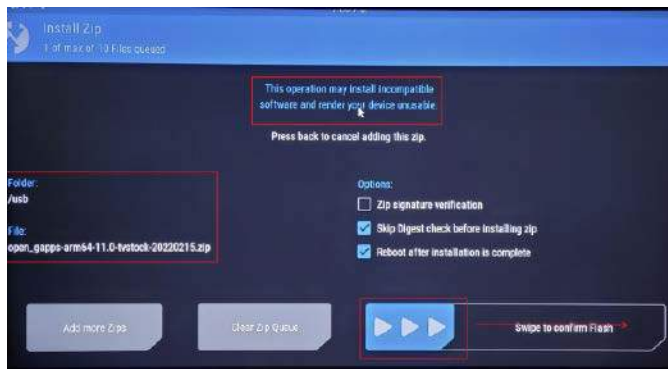 Install Zip
1 of max of 10 Files queued
This operation may install incompatible
software and render your device unusable.
Press back to cancel adding this zip.
Folder:
/usb
File:
open_gapps-arm64-11.0-tvstock-20220215.zip
Options:
Zip signature verification
Skip Digest check before installing zip
Reboot after installation is complete
Add more Zips
Clear Zip Queue
Swipe to confirm Flash